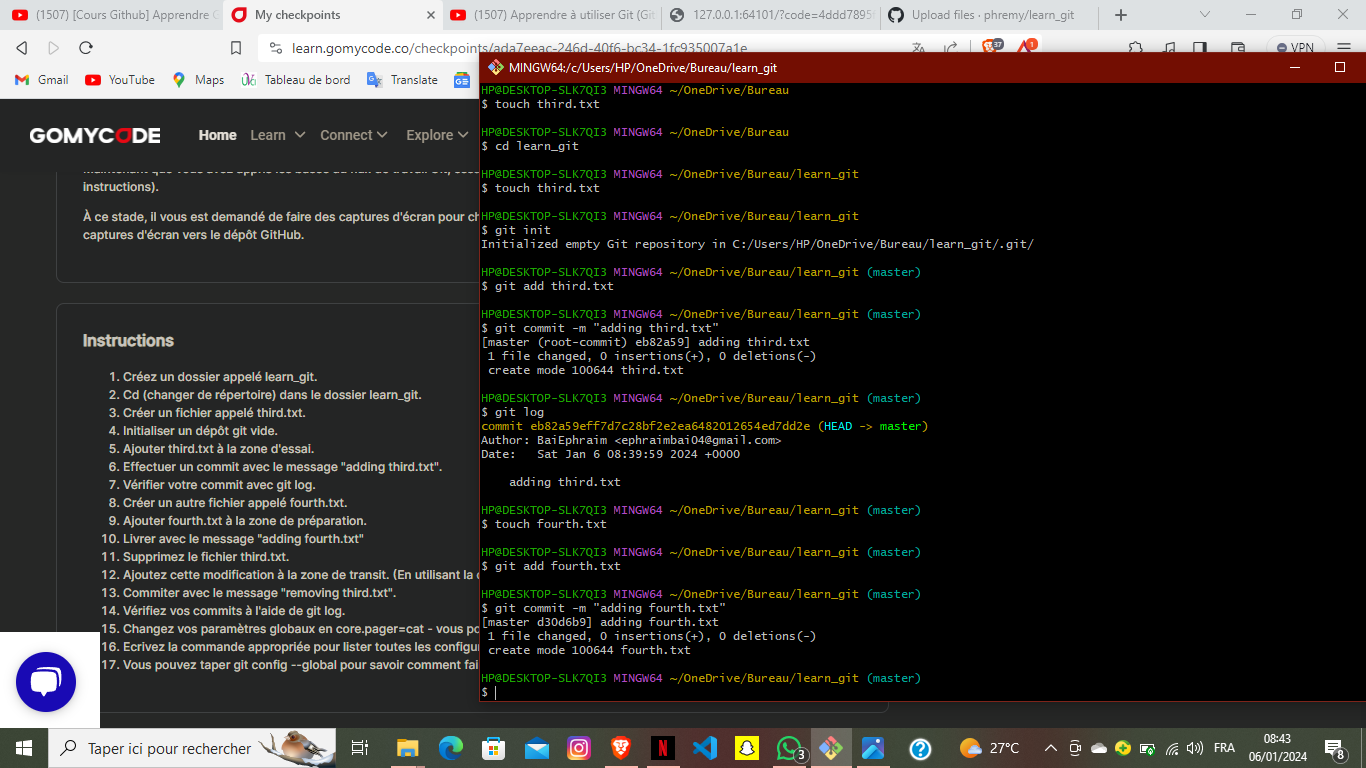 (1507) [Cours Github] Apprendre G
My checkpoints
(1507) Apprendre à utiliser Git (Git
127.0.0.1:64101/?code=4ddd7895
Upload files · phremy/learn_git
learn.gomycode.co/checkpoints/ada7eeac-246d-40f6-bc34-1fc935007a1e
37
1
VPN
Gmail
YouTube
Maps
Tableau de bord
Translate
MINGW64:/c/Users/HP/OneDrive/Bureau/learn_git
GOMYCODE
Home
Learn
Connect
Explore
instructions).
À ce stade, il vous est demandé de faire des captures d'écran pour ch
captures d'écran vers le dépôt GitHub.
Instructions
1. Créez un dossier appelé learn_git.
2. Cd (changer de répertoire) dans le dossier learn_git.
3. Créer un fichier appelé third.txt.
4. Initialiser un dépôt git vide.
5. Ajouter third.txt à la zone d'essai.
6. Effectuer un commit avec le message "adding third.txt".
7. Vérifier votre commit avec git log.
8. Créer un autre fichier appelé fourth.txt.
9. Ajouter fourth.txt à la zone de préparation.
10. Livrer avec le message "adding fourth.txt"
11. Supprimez le fichier third.txt.
12. Ajoutez cette modification à la zone de transit. (En utilisant la c
13. Commiter avec le message "removing third.txt".
14. Vérifiez vos commits à l'aide de git log.
15. Changez vos paramètres globaux en core.pager=cat - vous po
16. Ecrivez la commande appropriée pour lister toutes les configur
17. Vous pouvez taper git config --global pour savoir comment fai
HP@DESKTOP-SLK7QI3 MINGW64 ~/OneDrive/Bureau
$ touch third.txt
HP@DESKTOP-SLK7QI3 MINGW64 ~/OneDrive/Bureau
$ cd learn_git
HP@DESKTOP-SLK7QI3 MINGW64 ~/OneDrive/Bureau/learn_git
$ touch third.txt
HP@DESKTOP-SLK7QI3 MINGW64 ~/OneDrive/Bureau/learn_git
$ git init
Initialized empty Git repository in C:/Users/HP/OneDrive/Bureau/learn_git/.git/
HP@DESKTOP-SLK7QI3 MINGW64 ~/OneDrive/Bureau/learn_git (master)
$ git add third.txt
HP@DESKTOP-SLK7QI3 MINGW64 ~/OneDrive/Bureau/learn_git (master)
$ git commit -m "adding third.txt"
[master (root-commit) eb82a59] adding third.txt
1 file changed, 0 insertions(+), 0 deletions(-)
create mode 100644 third.txt
HP@DESKTOP-SLK7QI3 MINGW64 ~/OneDrive/Bureau/learn_git (master)
$ git log
commit eb82a59eff7d7c28bf2e2ea6482012654ed7dd2e (HEAD -> master)
Author: BaiEphraim <ephraimbai04@gmail.com>
Date: Sat Jan 6 08:39:59 2024 +0000
adding third.txt
HP@DESKTOP-SLK7QI3 MINGW64 ~/OneDrive/Bureau/learn_git (master)
$ touch fourth.txt
HP@DESKTOP-SLK7QI3 MINGW64 ~/OneDrive/Bureau/learn_git (master)
$ git add fourth.txt
HP@DESKTOP-SLK7QI3 MINGW64 ~/OneDrive/Bureau/learn_git (master)
$ git commit -m "adding fourth.txt"
[master d30d6b9] adding fourth.txt
1 file changed, 0 insertions(+), 0 deletions(-)
create mode 100644 fourth.txt
HP@DESKTOP-SLK7QI3 MINGW64 ~/OneDrive/Bureau/learn_git (master)
$
Taper ici pour rechercher
3
27°C
FRA
08:43
06/01/2024
8